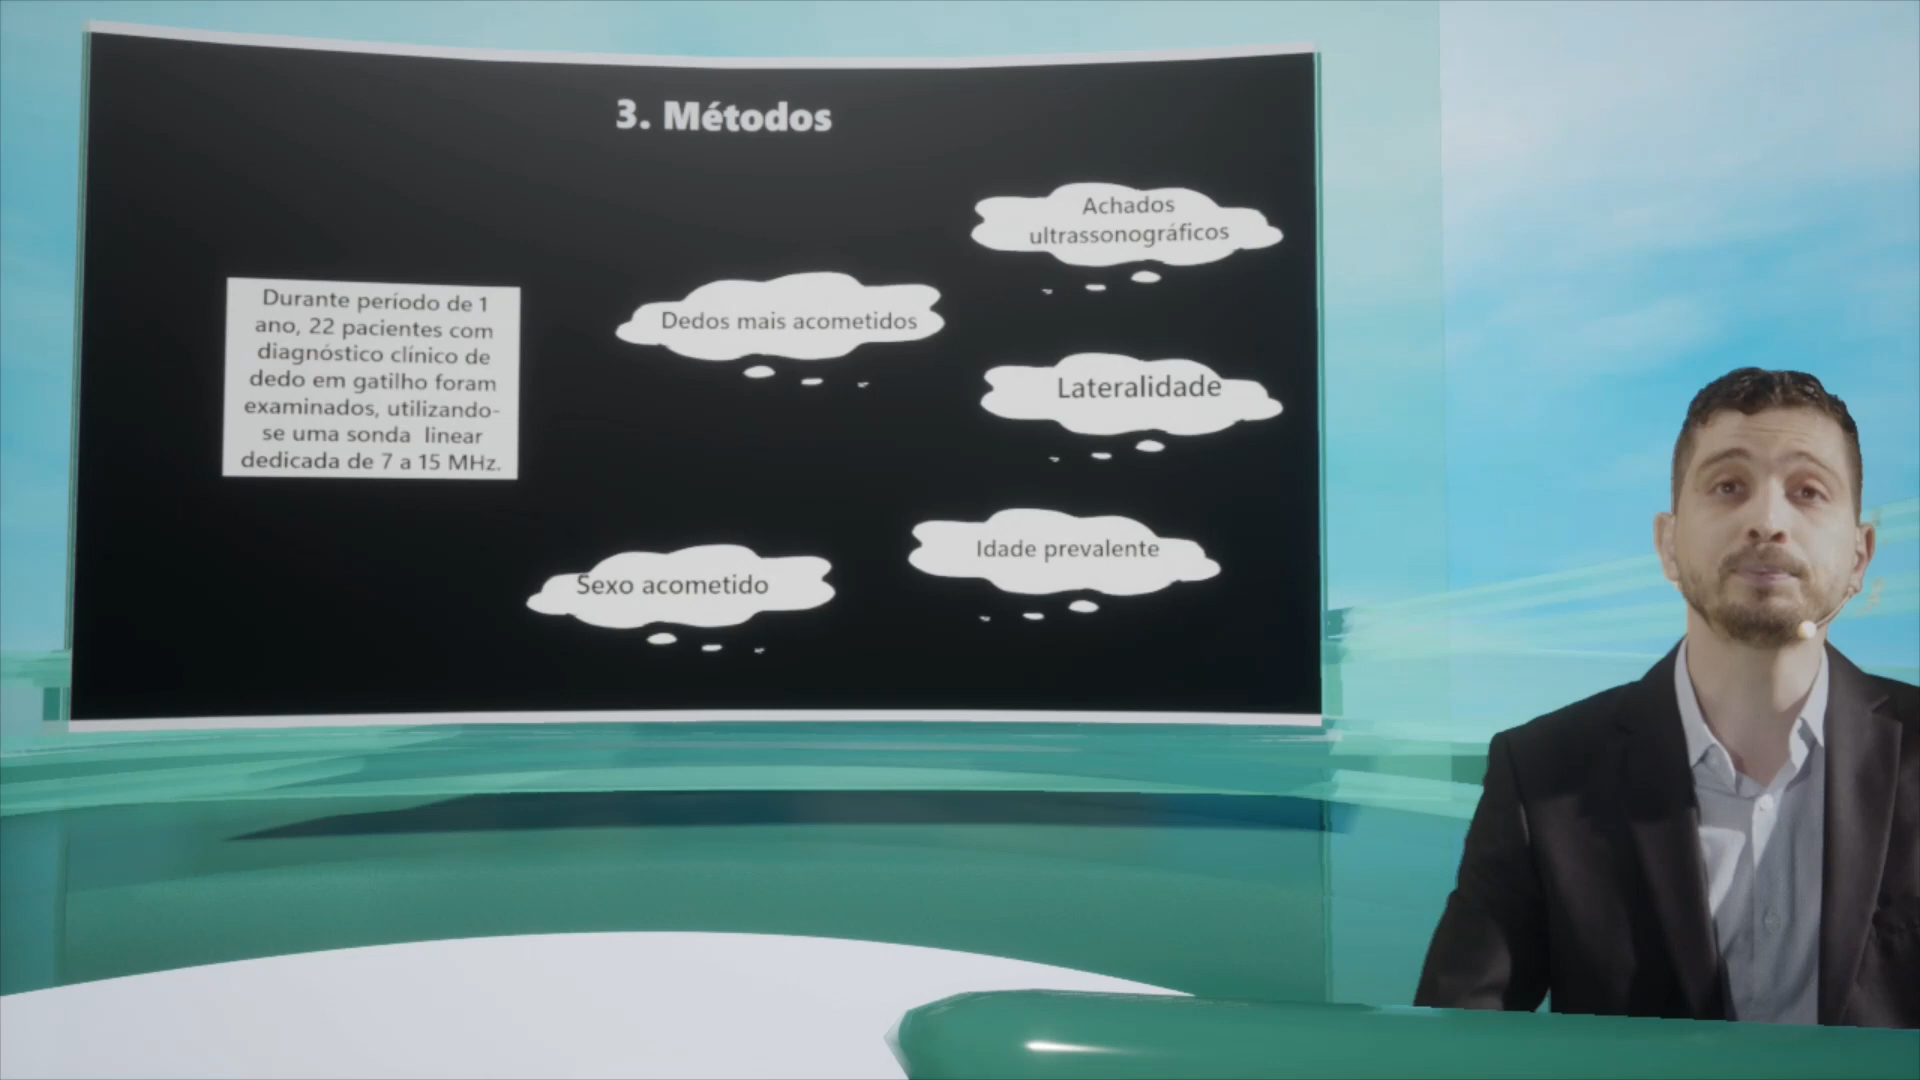 3. Métodos
Achados
ultrassonográficos
Durante período de 1
ano, 22 pacientes com
diagnóstico clínico de
dedo em gatilho foram
examinados, utilizando-
se uma sonda linear
dedicada de 7 a 15 MHz.
Dedos mais acometidos
Lateralidade
Idade prevalente
Sexo acometido